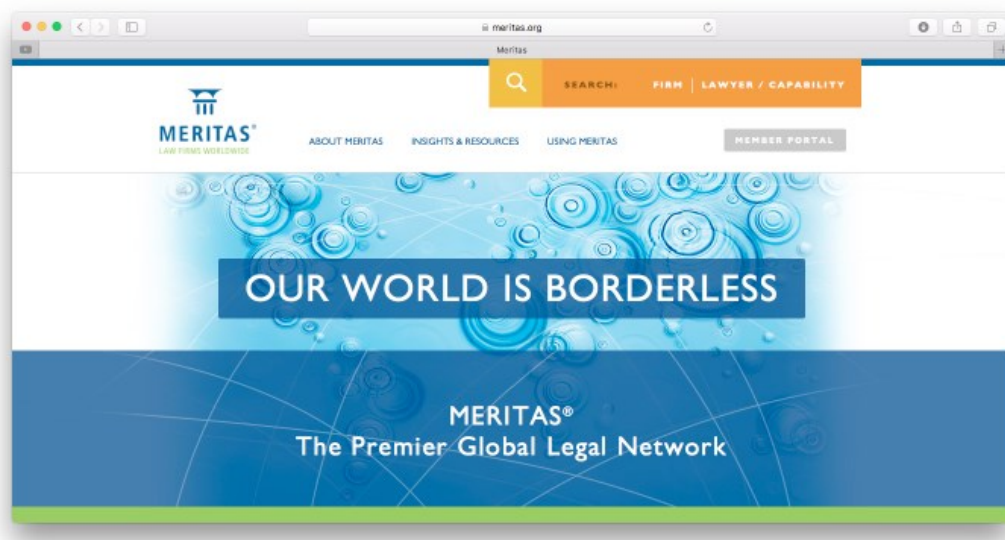 meritas.org
Meritas
SEARCH: FIRM | LAWYER / CAPABILITY
MERITAS®
LAW FIRMS WORLDWIDE
ABOUT MERITAS INSIGHTS & RESOURCES USING MERITAS MEMBER PORTAL
OUR WORLD IS BORDERLESS
MERITAS®
The Premier Global Legal Network